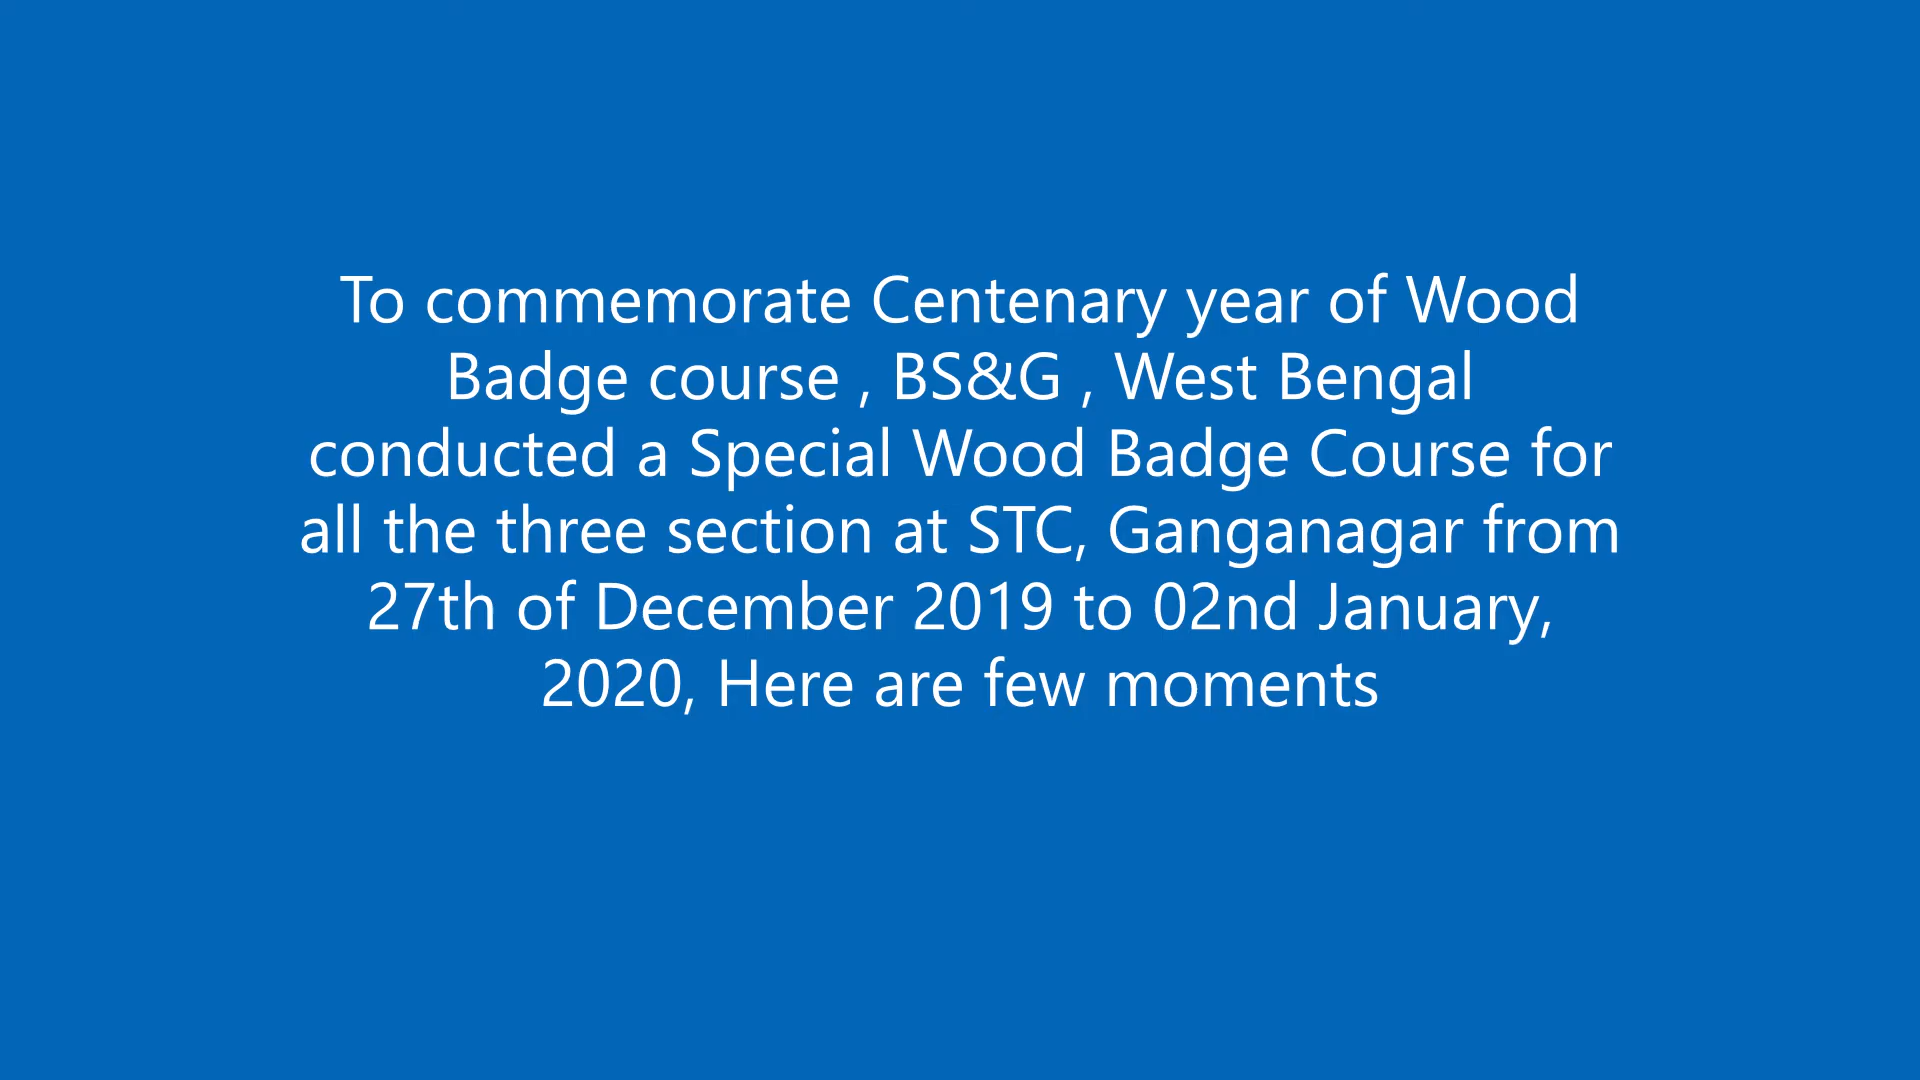 To commemorate Centenary year of Wood
Badge course , BS&G , West Bengal
conducted a Special Wood Badge Course for
all the three section at STC, Ganganagar from
27th of December 2019 to 02nd January,
2020, Here are few moments